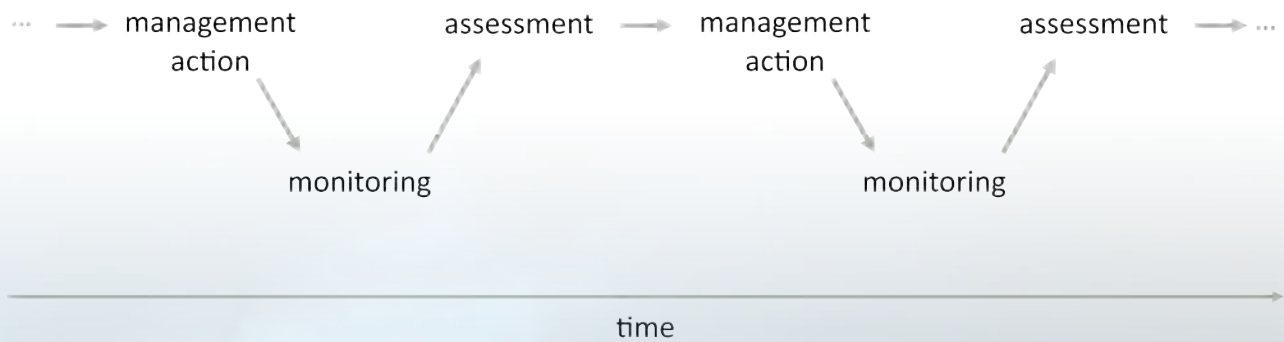 ... management assessment management assessment ...
action action
monitoring monitoring
time